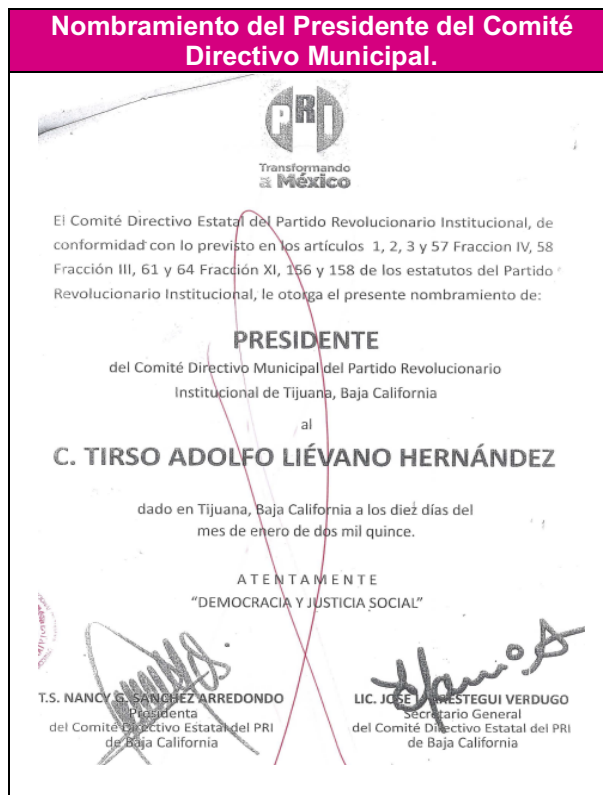 Nombramiento del Presidente del Comité
Directivo Municipal.
PRI
Transformando
a México
El Comité Directivo Estatal del Partido Revolucionario Institucional, de
conformidad con lo previsto en los artículos 1, 2, 3 y 57 Fraccion IV, 58
Fracción III, 61 y 64 Fracción XI, 156 y 158 de los estatutos del Partido
Revolucionario Institucional, le otorga el presente nombramiento de:
PRESIDENTE
del Comité Directivo Municipal del Partido Revolucionario
Institucional de Tijuana, Baja California
al
C. TIRSO ADOLFO LIÉVANO HERNÁNDEZ
dado en Tijuana, Baja California a los diez días del
mes de enero de dos mil quince.
ATENTAMENTE
“DEMOCRACIA Y JUSTICIA SOCIAL”
T.S. NANCY G. SANCHEZ ARREDONDO
Presidenta
del Comité Directivo Estatal del PRI
de Baja California
LIC. JOSE VERDUGO
Secretario General
del Comité Directivo Estatal del PRI
de Baja California